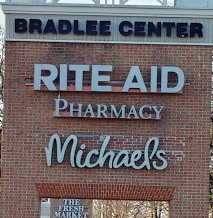 BRADLEE CENTER
RITE AID
PHARMACY
Michaels
THE
FRESH
MARKET